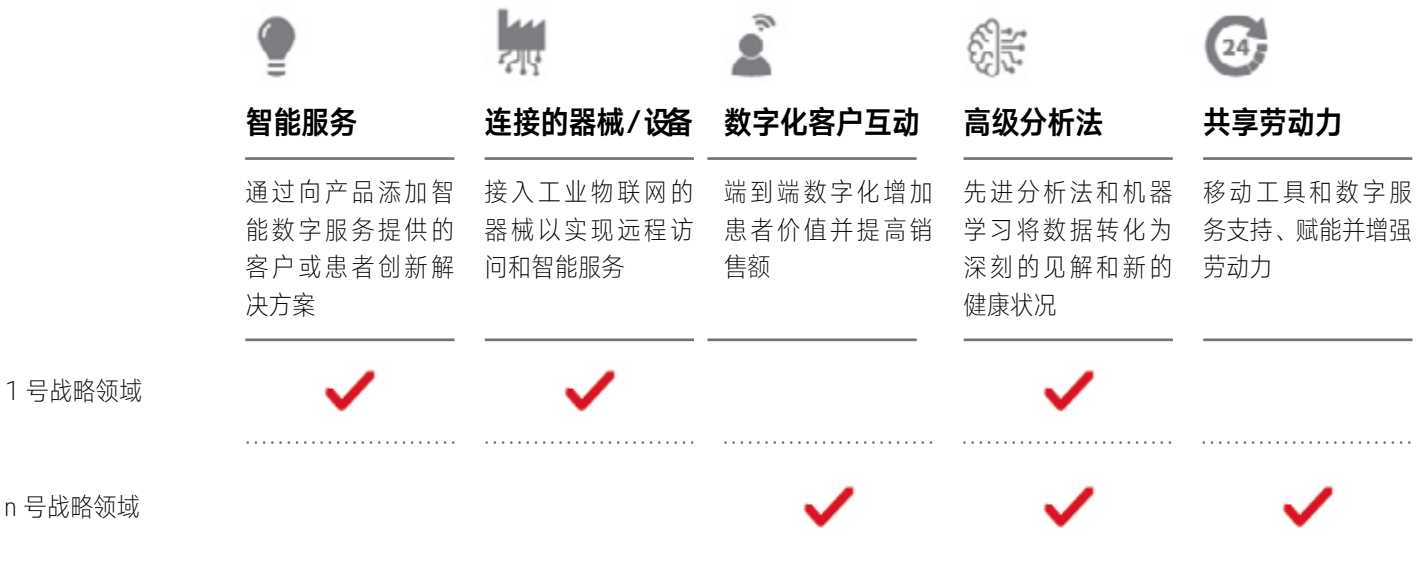 24
智能服务
连接的器械/设备
数字化客户互动
高级分析法
共享劳动力
通过向产品添加智
能数字服务提供的
客户或患者创新解
决方案
接入工业物联网的
器械以实现远程访
问和智能服务
端到端数字化增加
患者价值并提高销
售额
先进分析法和机器
学习将数据转化为
深刻的见解和新的
健康状况
移动工具和数字服
务支持、赋能并增强
劳动力
1 号战略领域
n 号战略领域